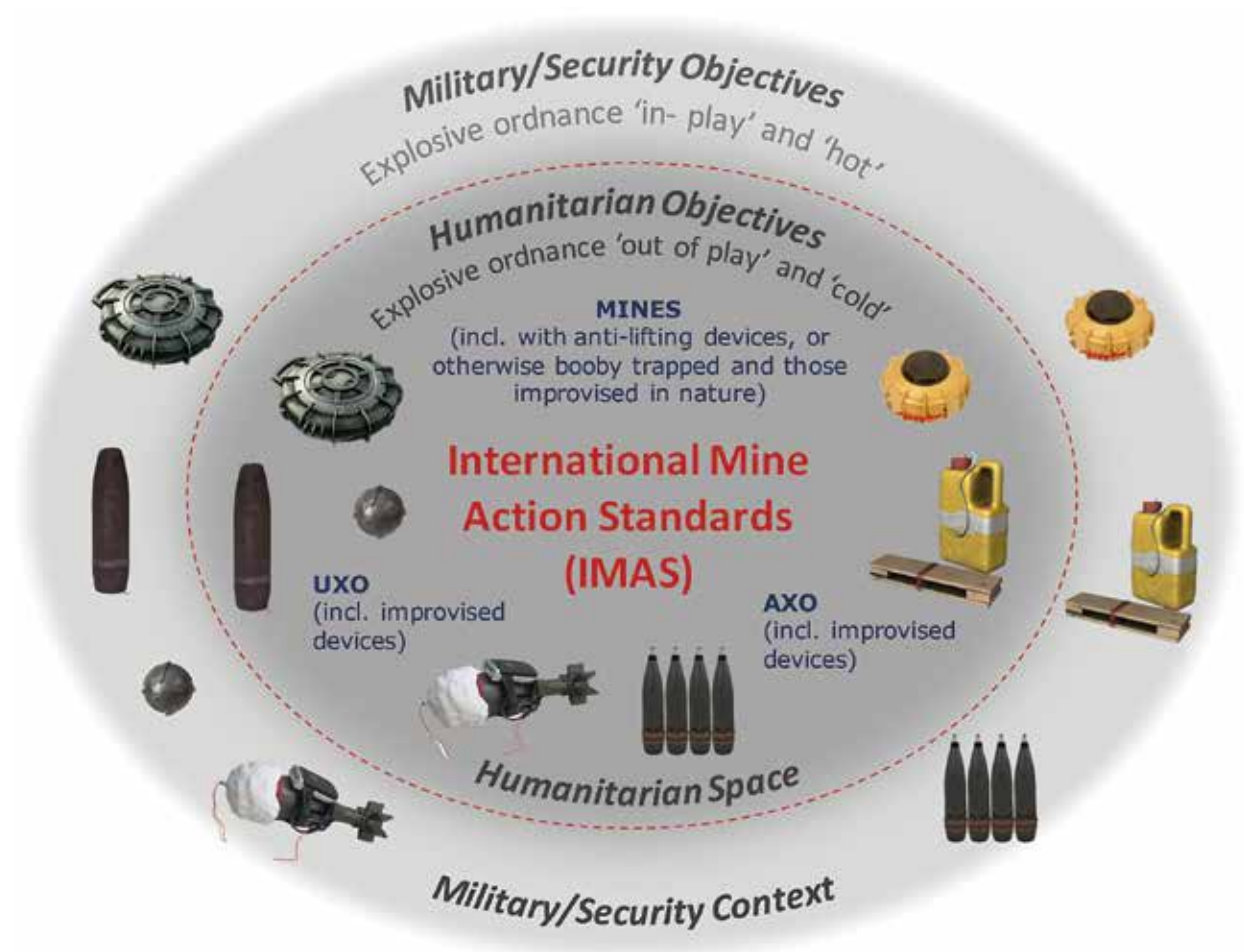 Military/Security Objectives
Explosive ordnance ‘in- play’ and ‘hot’
Humanitarian Objectives
Explosive ordnance ‘out of play’ and ‘cold’
MINES
(incl. with anti-lifting devices, or
otherwise booby trapped and those
improvised in nature)
International Mine
Action Standards
(IMAS)
UXO
(incl. improvised
devices)
AXO
(incl. improvised
devices)
Humanitarian Space
Military/Security Context